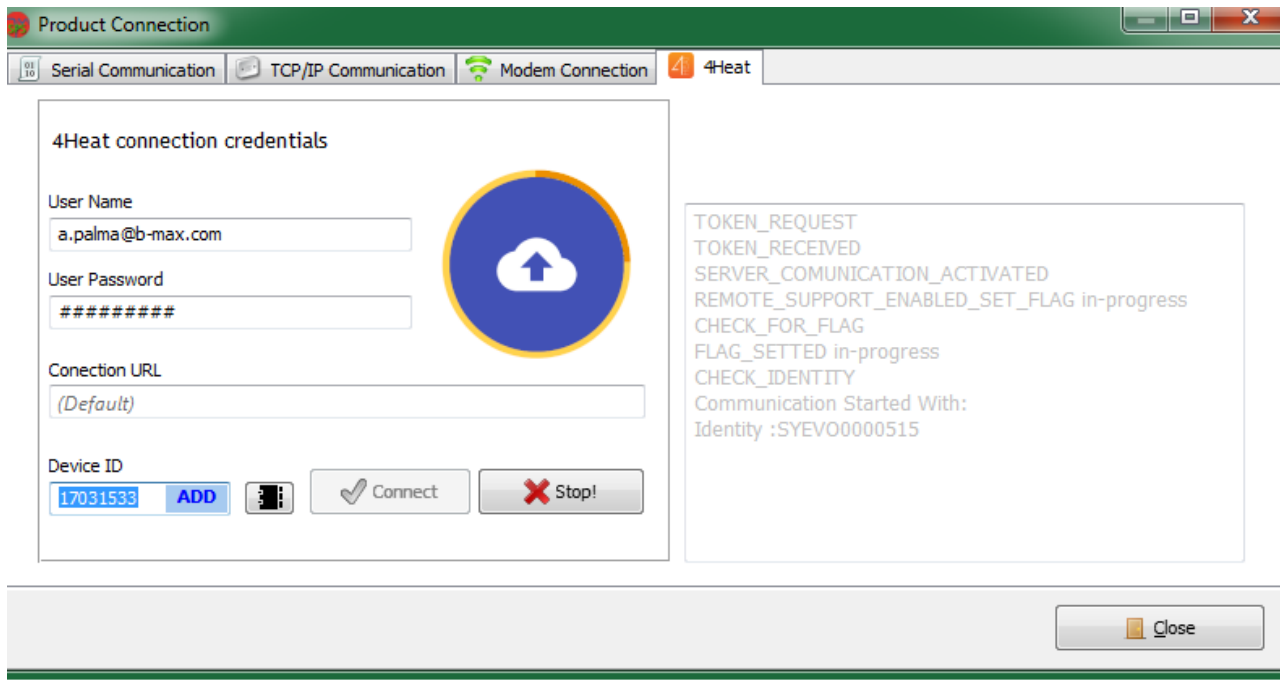 Product Connection
Serial Communication
TCP/IP Communication
Modem Connection
4Heat
4Heat connection credentials
User Name
a.palma@b-max.com
User Password
#########
Conection URL
(Default)
Device ID
17031533 ADD
Connect
Stop!
TOKEN_REQUEST
TOKEN_RECEIVED
SERVER_COMUNICATION_ACTIVATED
REMOTE_SUPPORT_ENABLED_SET_FLAG in-progress
CHECK_FOR_FLAG
FLAG_SETTED in-progress
CHECK_IDENTITY
Communication Started With:
Identity :SYEVO0000515
Close